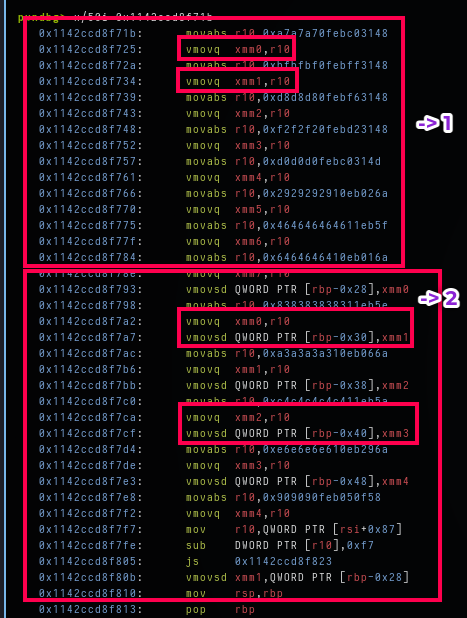 pwndbg> 0x1142ccd8f71b
0x1142ccd8f71b: movabs r10,0xa7a7a70febc03148
0x1142ccd8f725: vmovq xmm0,r10
0x1142ccd8f72a: movabs r10,0xbfbfbf0febff3148
0x1142ccd8f734: vmovq xmm1,r10
0x1142ccd8f739: movabs r10,0xd8d8d80febf63148
0x1142ccd8f743: vmovq xmm2,r10
-> 1
0x1142ccd8f748: movabs r10,0xf2f2f20febd23148
0x1142ccd8f752: vmovq xmm3,r10
0x1142ccd8f757: movabs r10,0xd0d0d0febc0314d
0x1142ccd8f761: vmovq xmm4,r10
0x1142ccd8f766: movabs r10,0x2929292910eb026a
0x1142ccd8f770: vmovq xmm5,r10
0x1142ccd8f775: movabs r10,0x464646464611eb5f
0x1142ccd8f77f: vmovq xmm6,r10
0x1142ccd8f784: movabs r10,0x6464646410eb016a
0x1142ccd8f78e: vmovq xmm7,r10
0x1142ccd8f793: vmovsd QWORD PTR [rbp-0x28],xmm0
-> 2
0x1142ccd8f798: movabs r10,0x838383838311eb5e
0x1142ccd8f7a2: vmovq xmm0,r10
0x1142ccd8f7a7: vmovsd QWORD PTR [rbp-0x30],xmm1
0x1142ccd8f7ac: movabs r10,0xa3a3a3a310eb066a
0x1142ccd8f7b6: vmovq xmm1,r10
0x1142ccd8f7bb: vmovsd QWORD PTR [rbp-0x38],xmm2
0x1142ccd8f7c0: movabs r10,0xc4c4c4c4c411eb5a
0x1142ccd8f7ca: vmovq xmm2,r10
0x1142ccd8f7cf: vmovsd QWORD PTR [rbp-0x40],xmm3
0x1142ccd8f7d4: movabs r10,0xe6e6e6e610eb296a
0x1142ccd8f7de: vmovq xmm3,r10
0x1142ccd8f7e3: vmovsd QWORD PTR [rbp-0x48],xmm4
0x1142ccd8f7e8: movabs r10,0x909090feb050f58
0x1142ccd8f7f2: vmovq xmm4,r10
0x1142ccd8f7f7: mov r10,QWORD PTR [rsi+0x87]
0x1142ccd8f7fe: sub DWORD PTR [r10],0xf7
0x1142ccd8f805: js 0x1142ccd8f823
0x1142ccd8f80b: vmovsd xmm1,QWORD PTR [rbp-0x28]
0x1142ccd8f810: mov rsp,rbp
0x1142ccd8f813: pop rbp